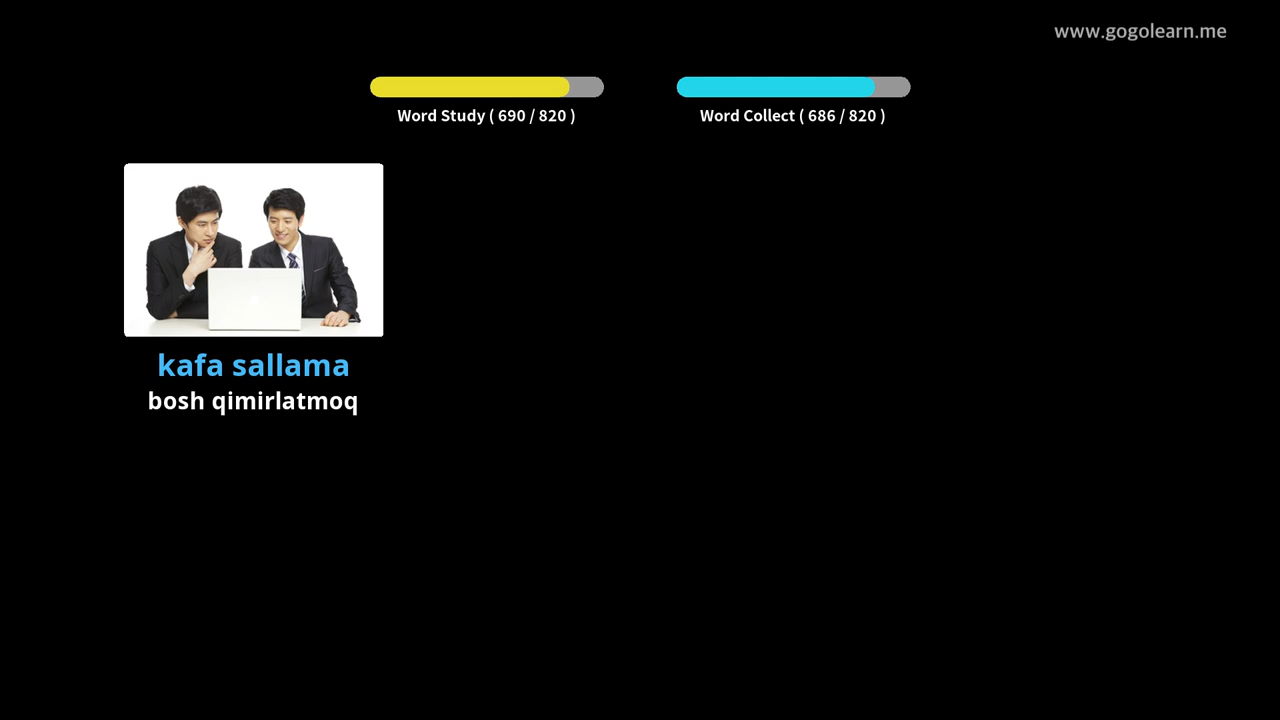 www.gogolearn.me
Word Study ( 690 / 820 )
Word Collect ( 686 / 820 )
kafa sallama
bosh qimirlatmoq